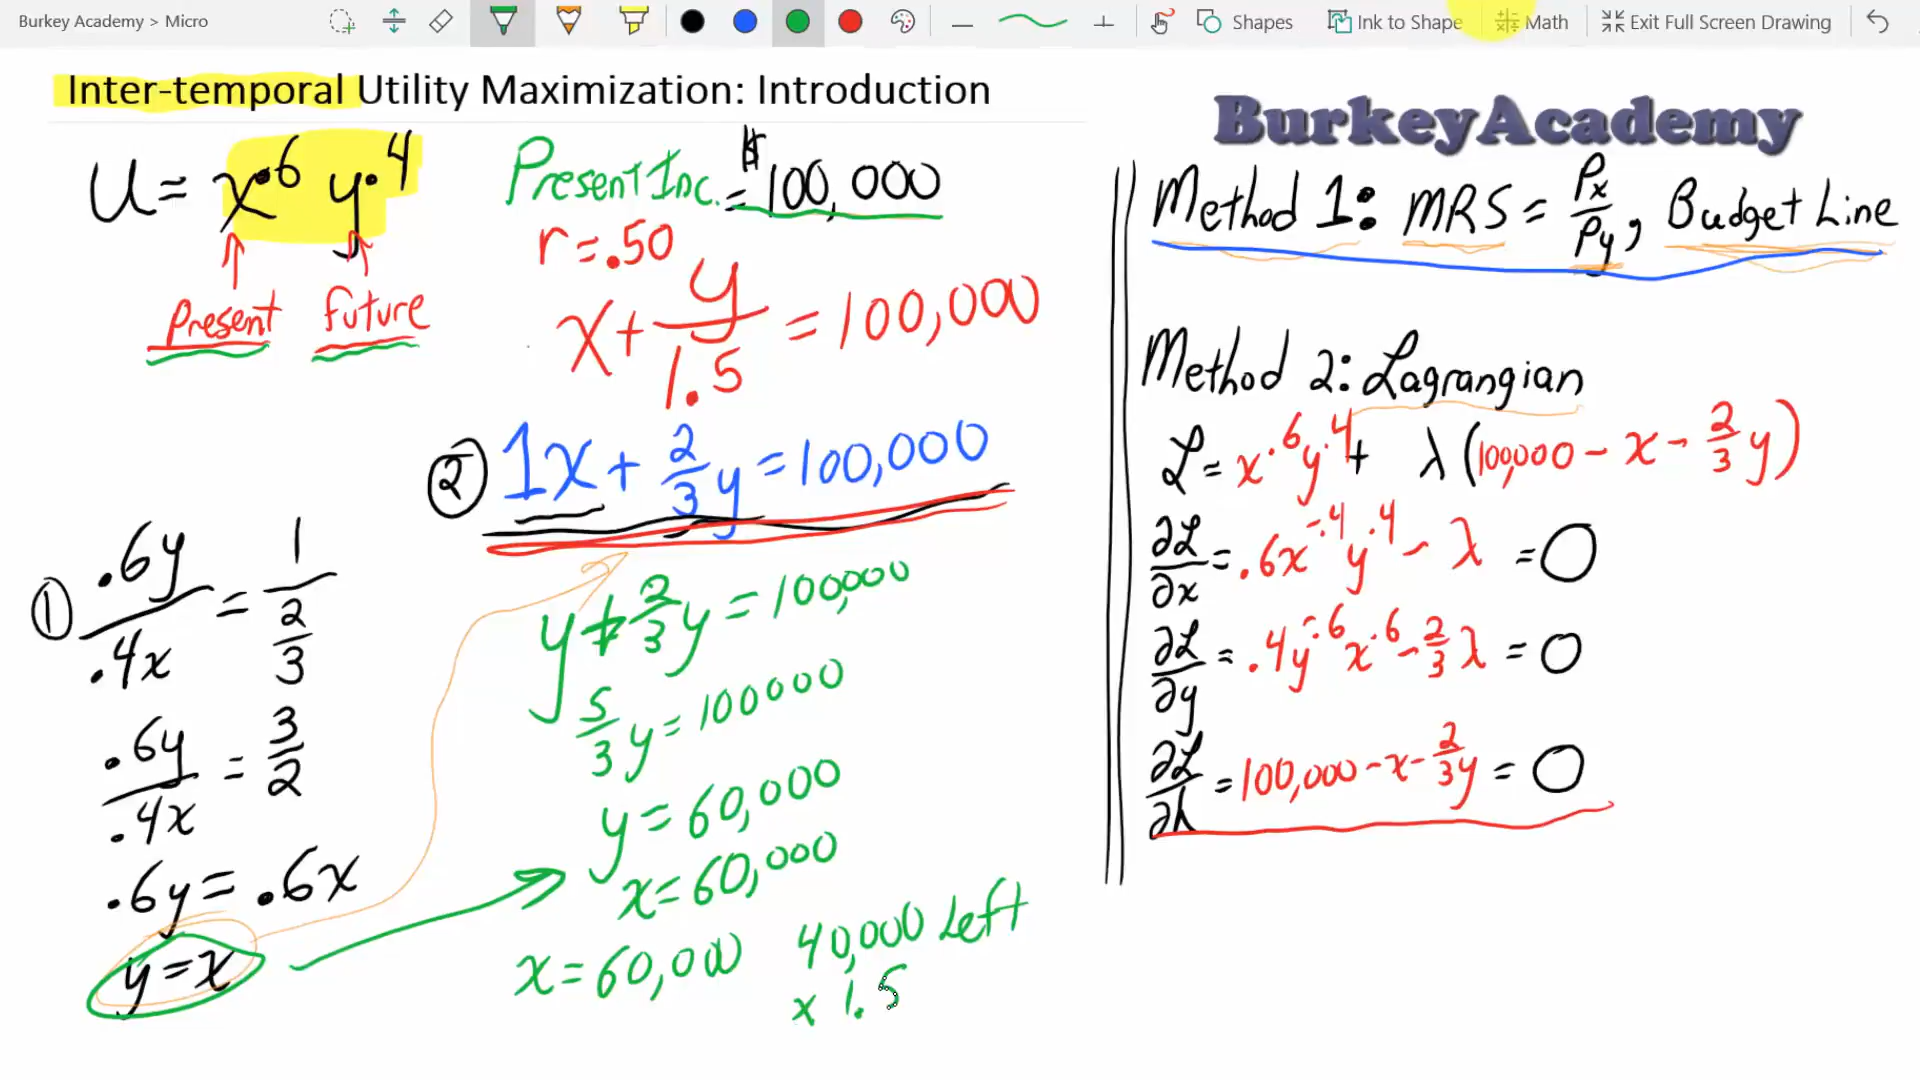 Burkey Academy > Micro
Shapes
Ink to Shape
Math
Exit Full Screen Drawing
Inter-temporal Utility Maximization: Introduction
BurkeyAcademy
U = x^.6 y^.4
Present
future
Present Inc. = $100,000
r = .50
x + y/1.5 = 100,000
② 1x + 2/3 y = 100,000
① .6y/.4x = 1/(2/3)
.6y/.4x = 3/2
.6y = .6x
y = x
y + 2/3 y = 100,000
5/3 y = 100000
y = 60,000
x = 60,000
x = 60,000
40,000 Left
x 1.5
Method 1: MRS = Px/Py, Budget Line
Method 2: Lagrangian
ℒ = x^.6 y^.4 + λ(100,000 - x - 2/3 y)
∂ℒ/∂x = .6x^-.4 y^.4 - λ = 0
∂ℒ/∂y = .4y^-.6 x^.6 - 2/3 λ = 0
∂ℒ/∂λ = 100,000 - x - 2/3 y = 0